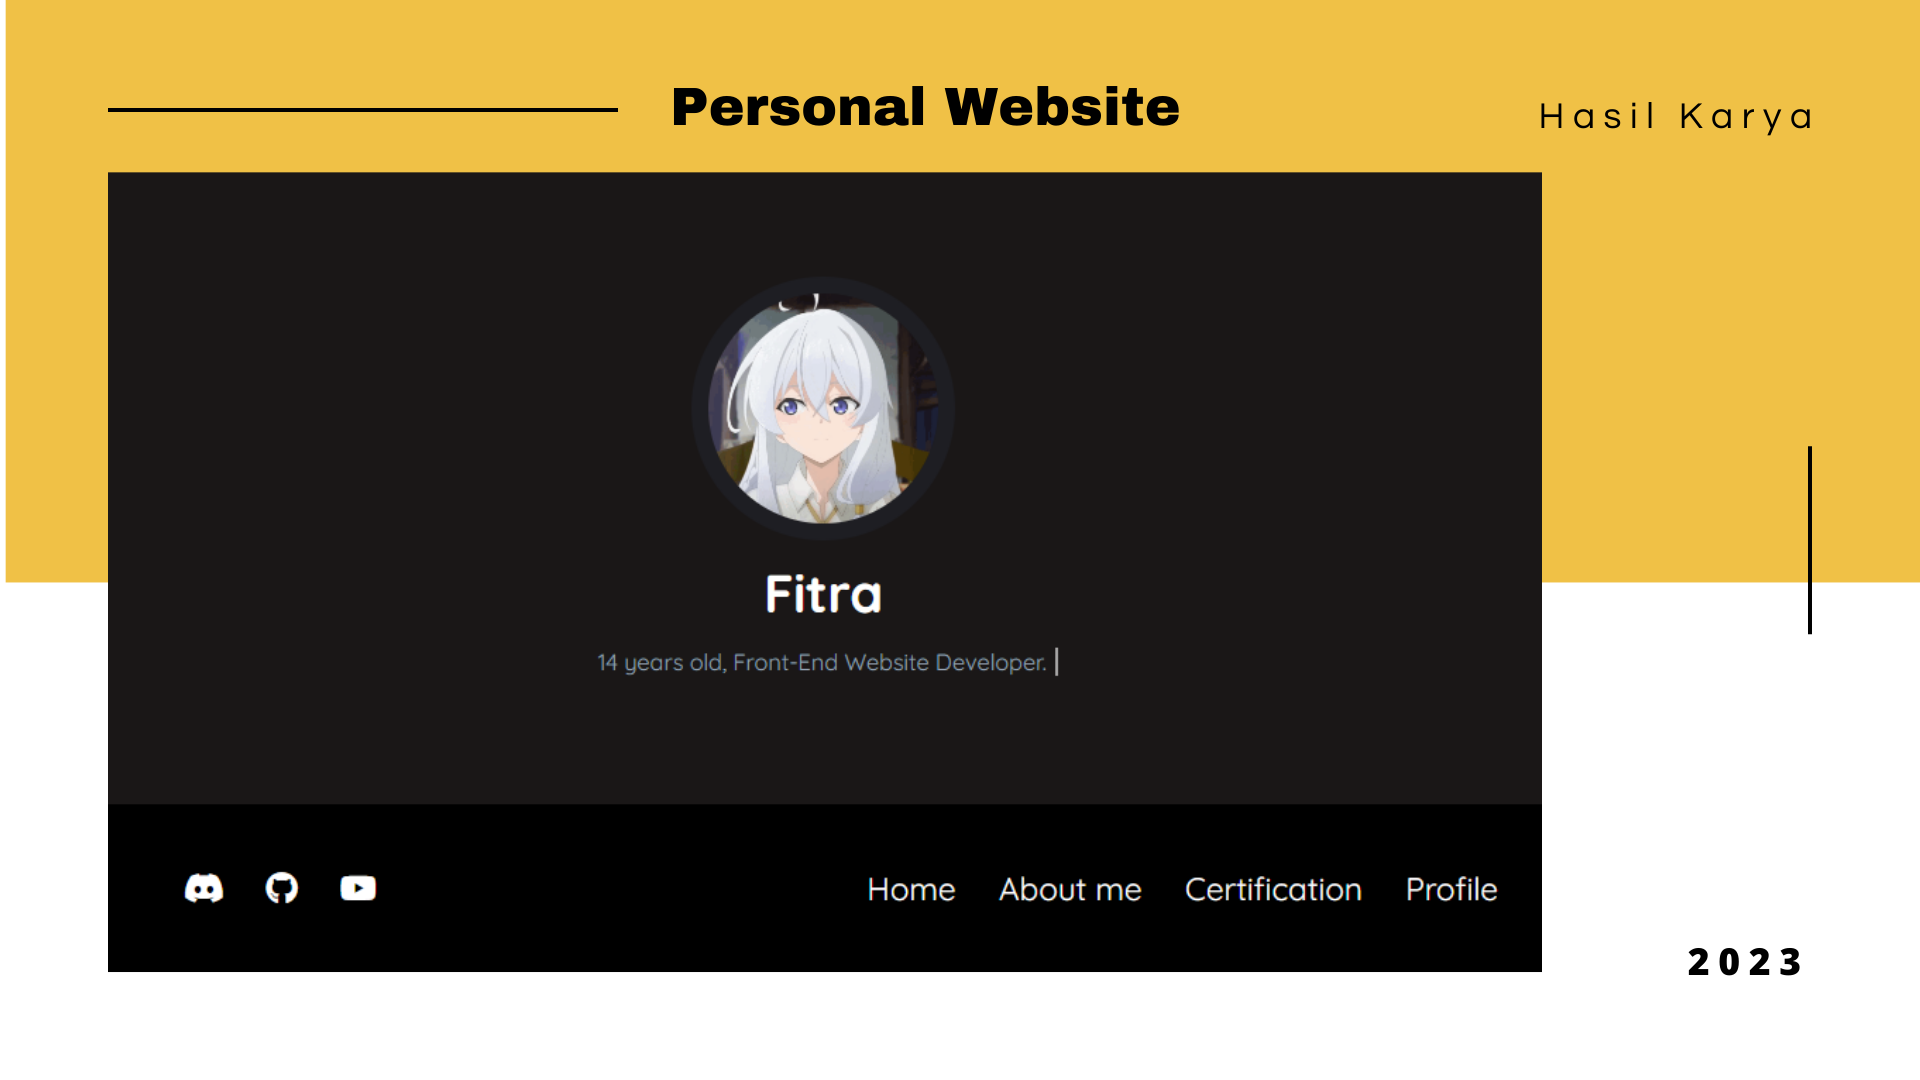 Personal Website
Hasil Karya
Fitra
14 years old, Front-End Website Developer.
Home About me Certification Profile
2023